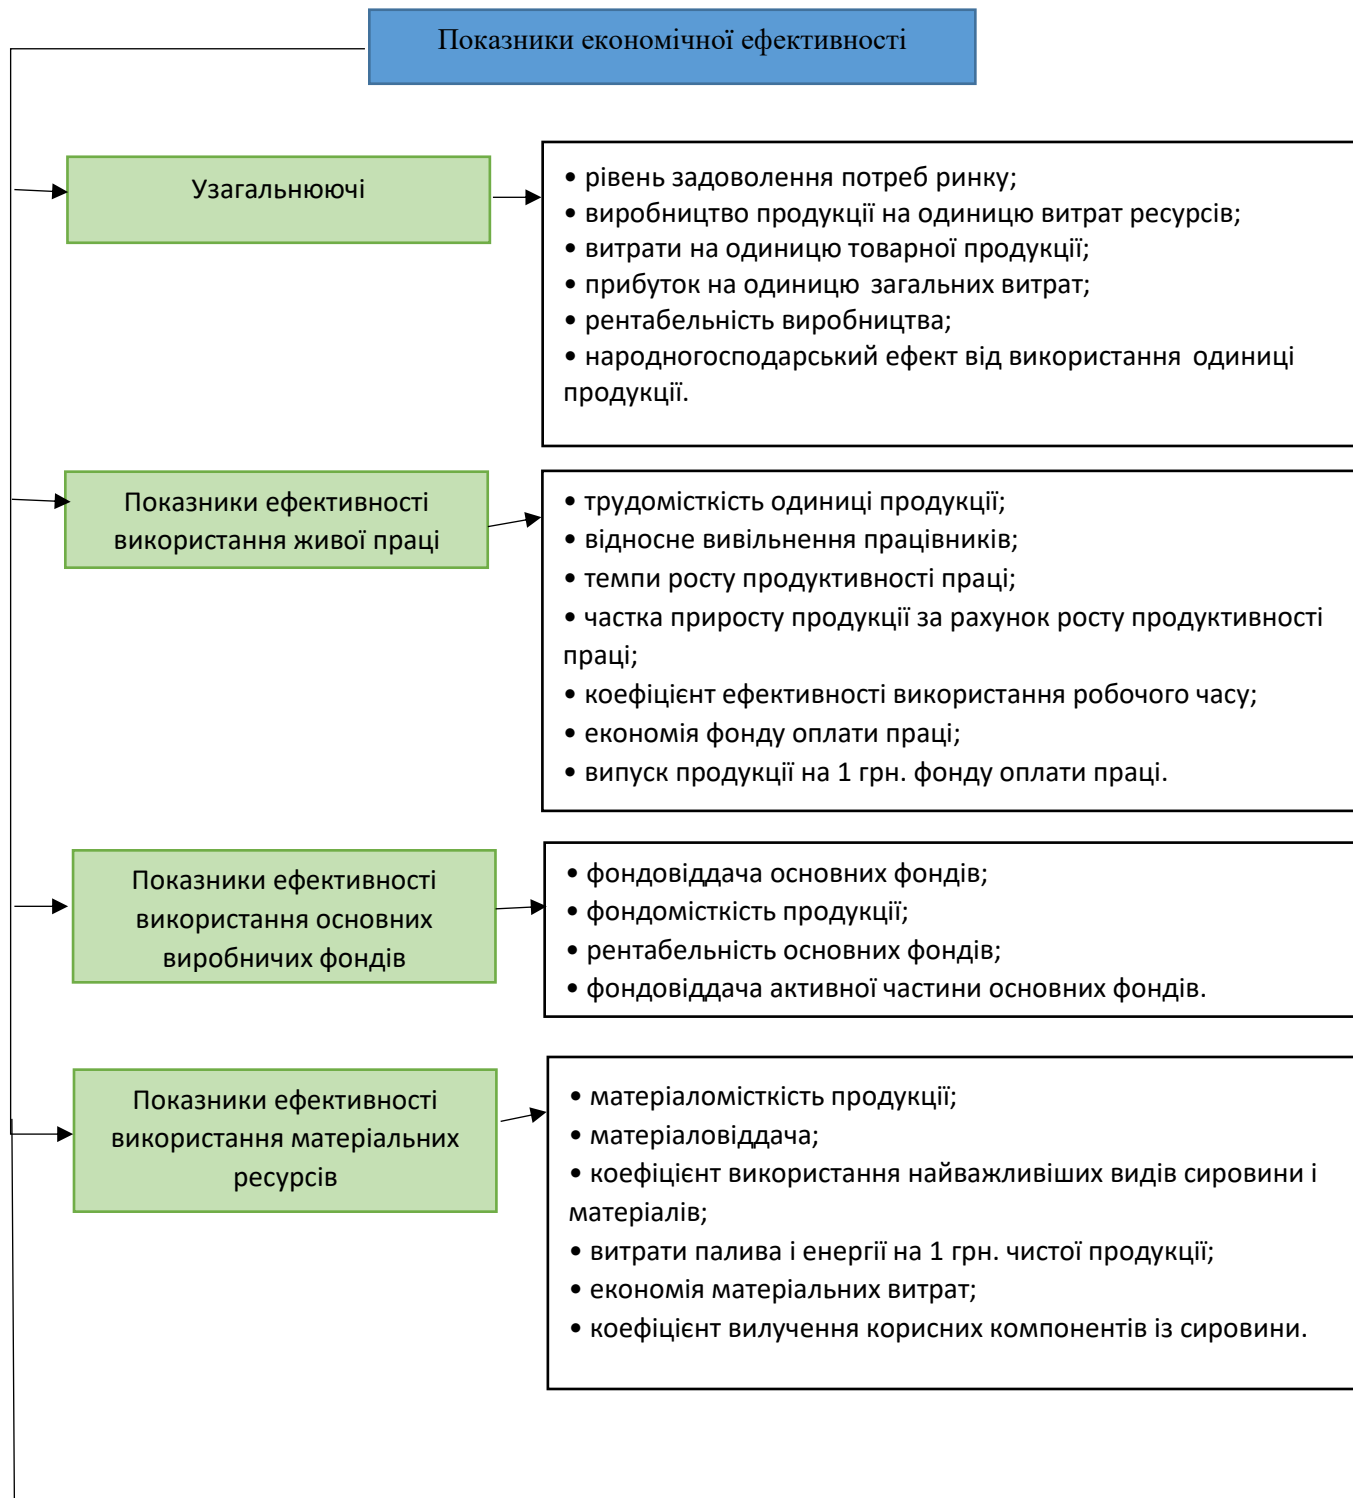 Показники економічної ефективності
Узагальнюючі
• рівень задоволення потреб ринку;
• виробництво продукції на одиницю витрат ресурсів;
• витрати на одиницю товарної продукції;
• прибуток на одиницю загальних витрат;
• рентабельність виробництва;
• народногосподарський ефект від використання одиниці
продукції.
Показники ефективності
використання живої праці
• трудомісткість одиниці продукції;
• відносне вивільнення працівників;
• темпи росту продуктивності праці;
• частка приросту продукції за рахунок росту продуктивності
праці;
• коефіцієнт ефективності використання робочого часу;
• економія фонду оплати праці;
• випуск продукції на 1 грн. фонду оплати праці.
Показники ефективності
використання основних
виробничих фондів
• фондовіддача основних фондів;
• фондомісткість продукції;
• рентабельність основних фондів;
• фондовіддача активної частини основних фондів.
Показники ефективності
використання матеріальних
ресурсів
• матеріаломісткість продукції;
• матеріаловіддача;
• коефіцієнт використання найважливіших видів сировини і
матеріалів;
• витрати палива і енергії на 1 грн. чистої продукції;
• економія матеріальних витрат;
• коефіцієнт вилучення корисних компонентів із сировини.